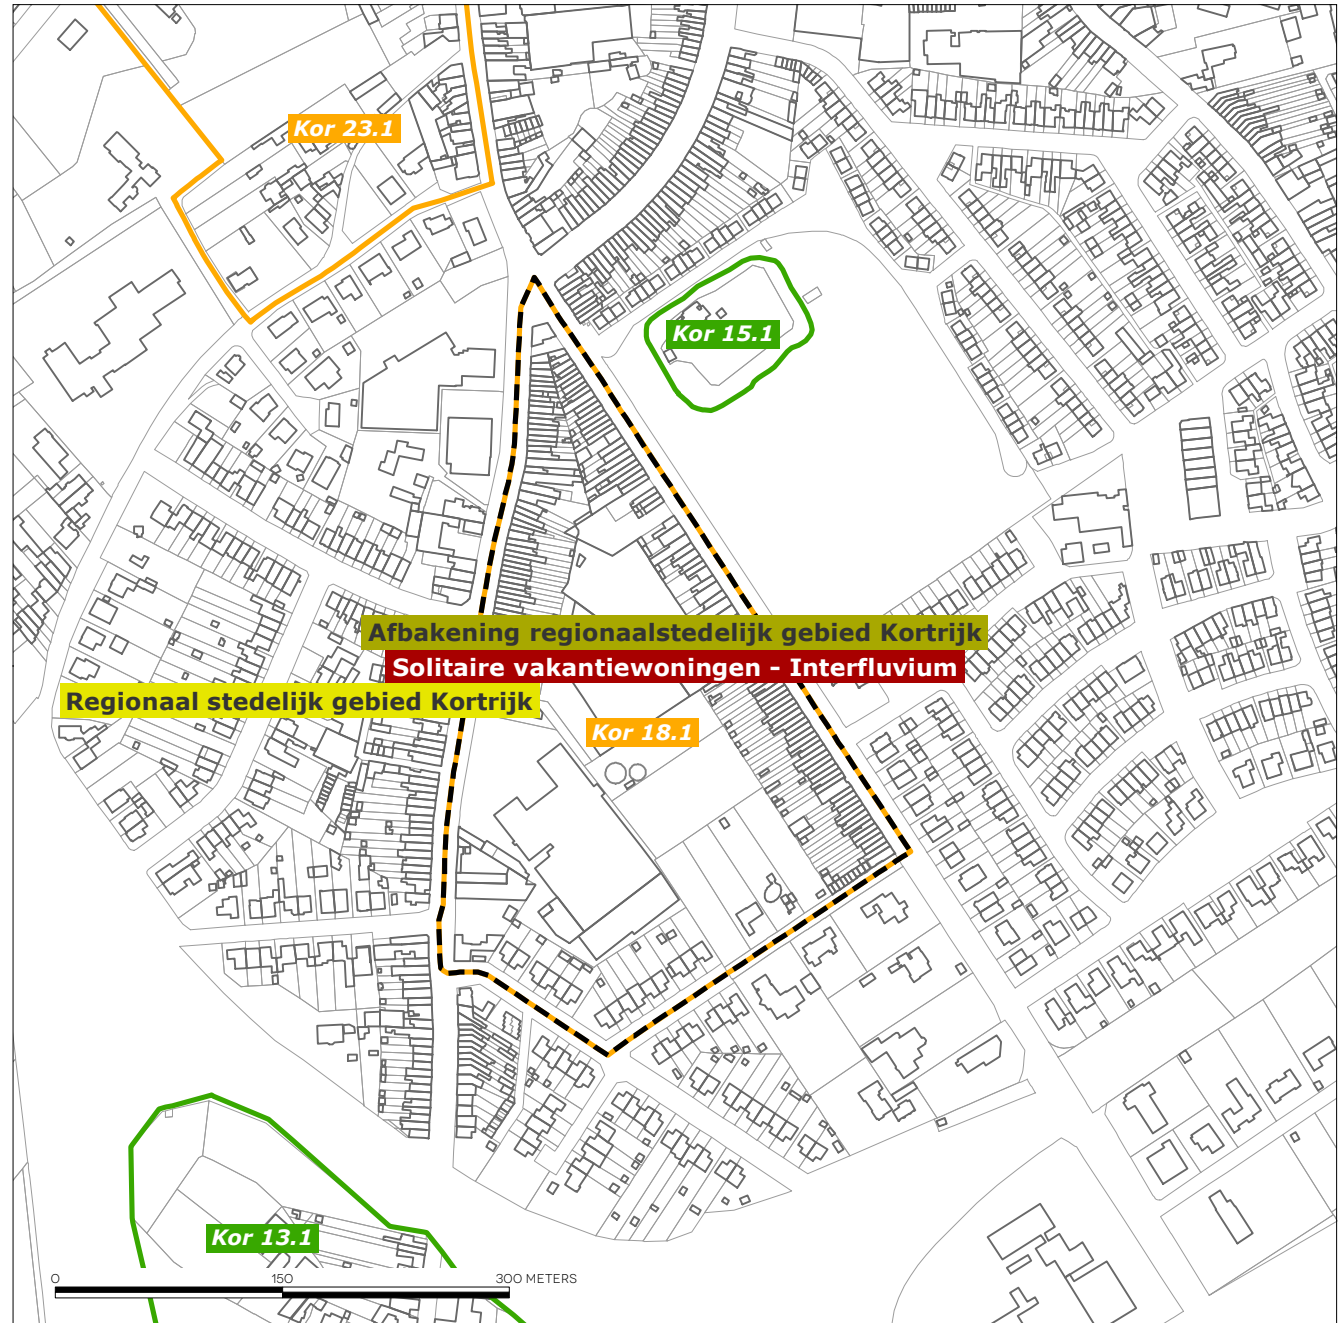 Kor 23.1
Kor 15.1
Afbakening regionaalstedelijk gebied Kortrijk
Solitaire vakantiewoningen - Interfluvium
Regionaal stedelijk gebied Kortrijk
Kor 18.1
Kor 13.1
0 150 300 METERS